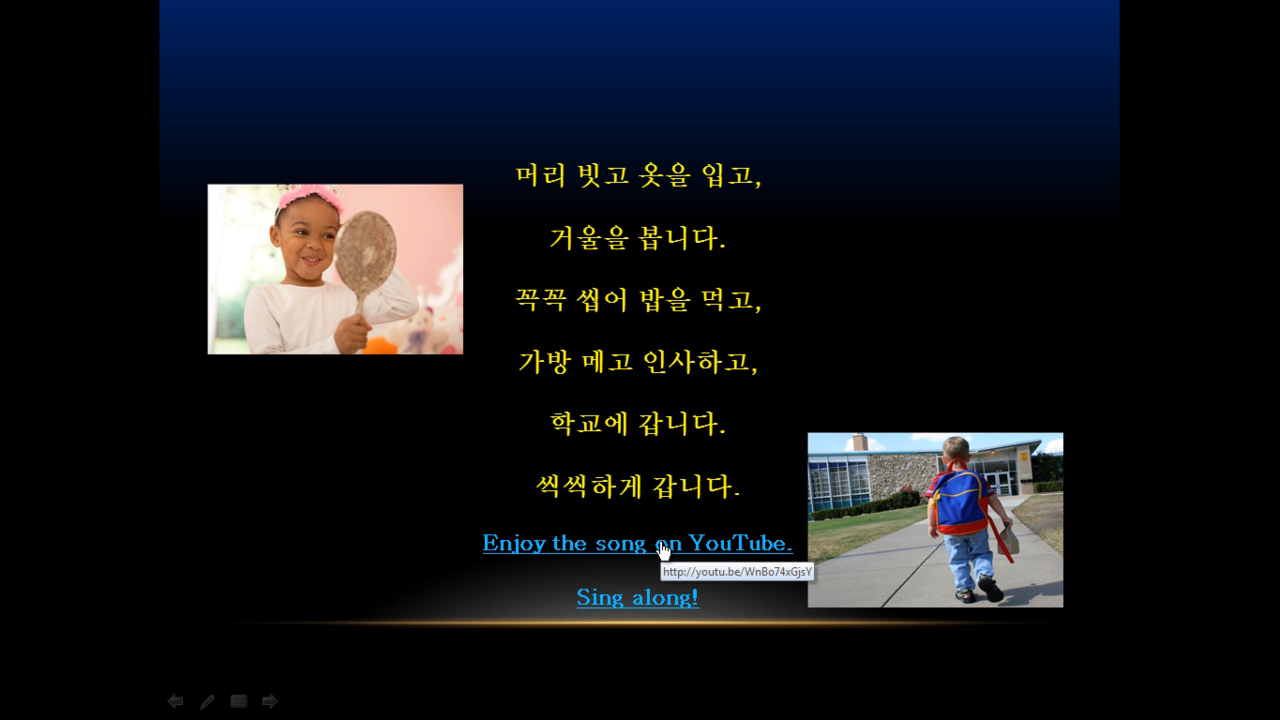 머리 빗고 옷을 입고,
거울을 봅니다.
꼭꼭 씹어 밥을 먹고,
가방 메고 인사하고,
학교에 갑니다.
씩씩하게 갑니다.
Enjoy the song on YouTube.
http://youtu.be/WnBo74xGjsY
Sing along!